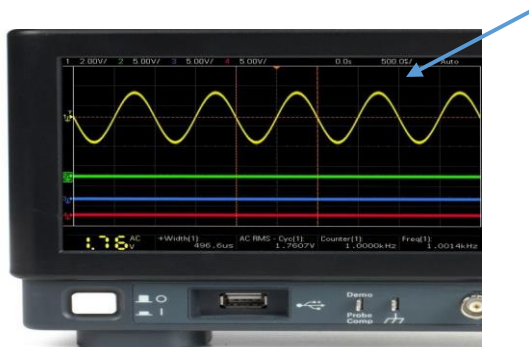 1 2.00V/ 2 5.00V/ 3 5.00V/ 4 5.00V/ 0.0s 500.0%/ Auto
1.76 AC V
+Width(1): AC RMS - Cyc(1): Counter(1): Freq(1):
496.6us 1.7607V 1.0000kHz 1.0014kHz
Demo
Probe
Comp